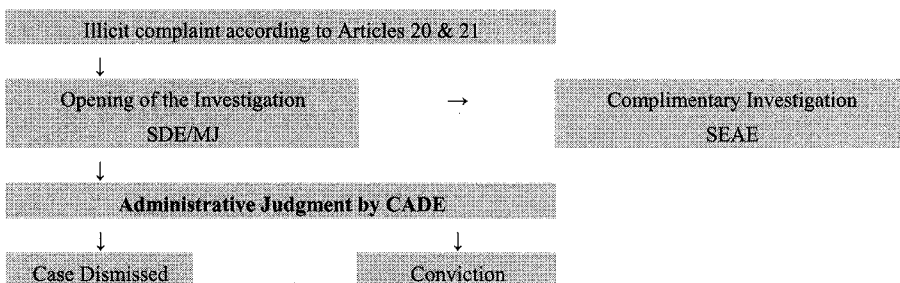 Illicit complaint according to Articles 20 & 21
↓
Opening of the Investigation
SDE/MJ
→
Complimentary Investigation
SEAE
↓
Administrative Judgment by CADE
↓ ↓
Case Dismissed
Conviction